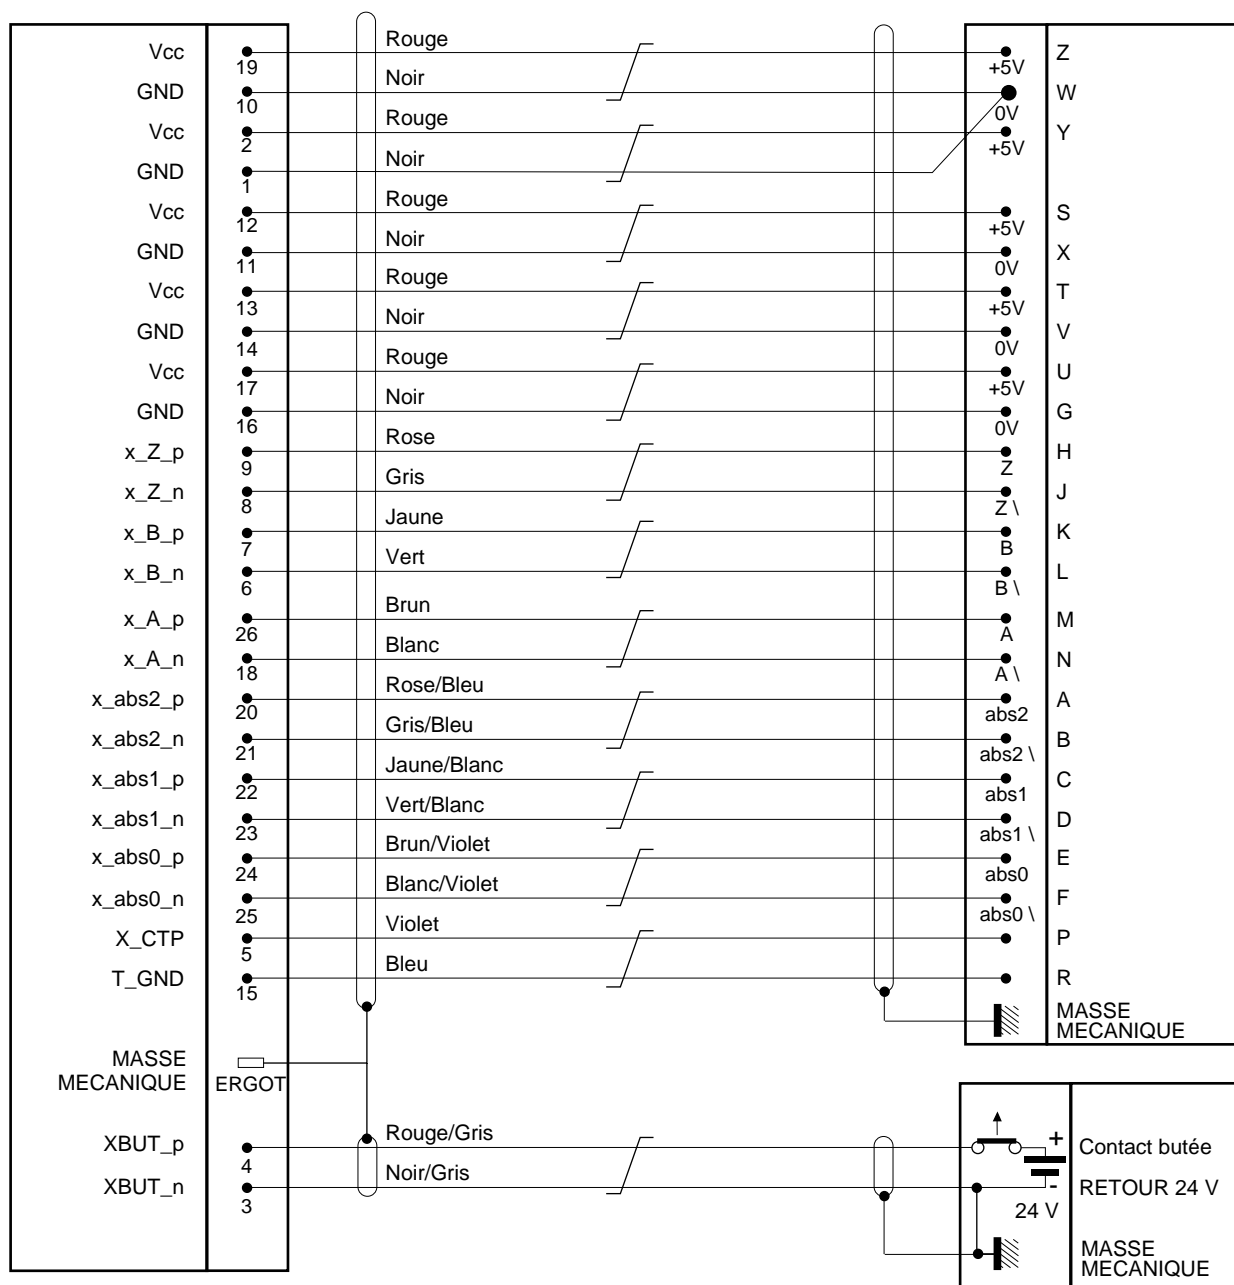 Vcc 19 Rouge +5V Z
GND 10 Noir 0V W
Vcc 2 Rouge +5V Y
GND 1 Noir
Vcc 12 Rouge +5V S
GND 11 Noir 0V X
Vcc 13 Rouge +5V T
GND 14 Noir 0V V
Vcc 17 Rouge +5V U
GND 16 Noir 0V G
x_Z_p 9 Rose Z H
x_Z_n 8 Gris Z \ J
x_B_p 7 Jaune B K
x_B_n 6 Vert B \ L
x_A_p 26 Brun A M
x_A_n 18 Blanc A \ N
x_abs2_p 20 Rose/Bleu abs2 A
x_abs2_n 21 Gris/Bleu abs2 \ B
x_abs1_p 22 Jaune/Blanc abs1 C
x_abs1_n 23 Vert/Blanc abs1 \ D
x_abs0_p 24 Brun/Violet abs0 E
x_abs0_n 25 Blanc/Violet abs0 \ F
X_CTP 5 Violet P
T_GND 15 Bleu R
MASSE
MECANIQUE
MASSE
MECANIQUE ERGOT
XBUT_p 4 Rouge/Gris + Contact butée
XBUT_n 3 Noir/Gris - RETOUR 24 V
24 V
MASSE
MECANIQUE